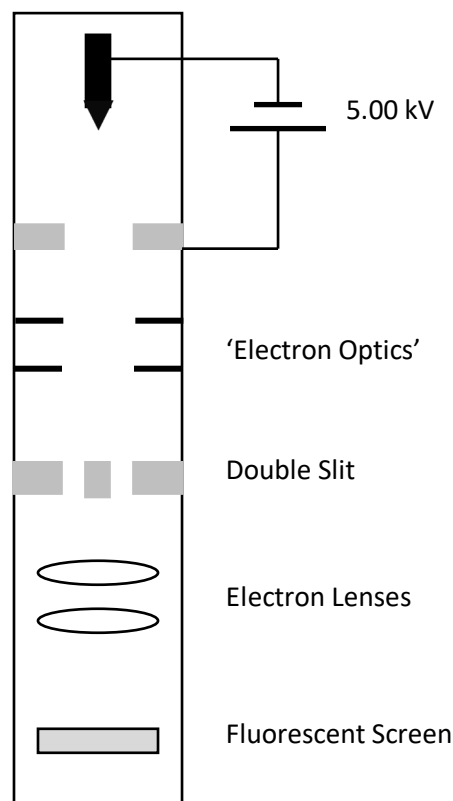 5.00 kV
‘Electron Optics’
Double Slit
Electron Lenses
Fluorescent Screen